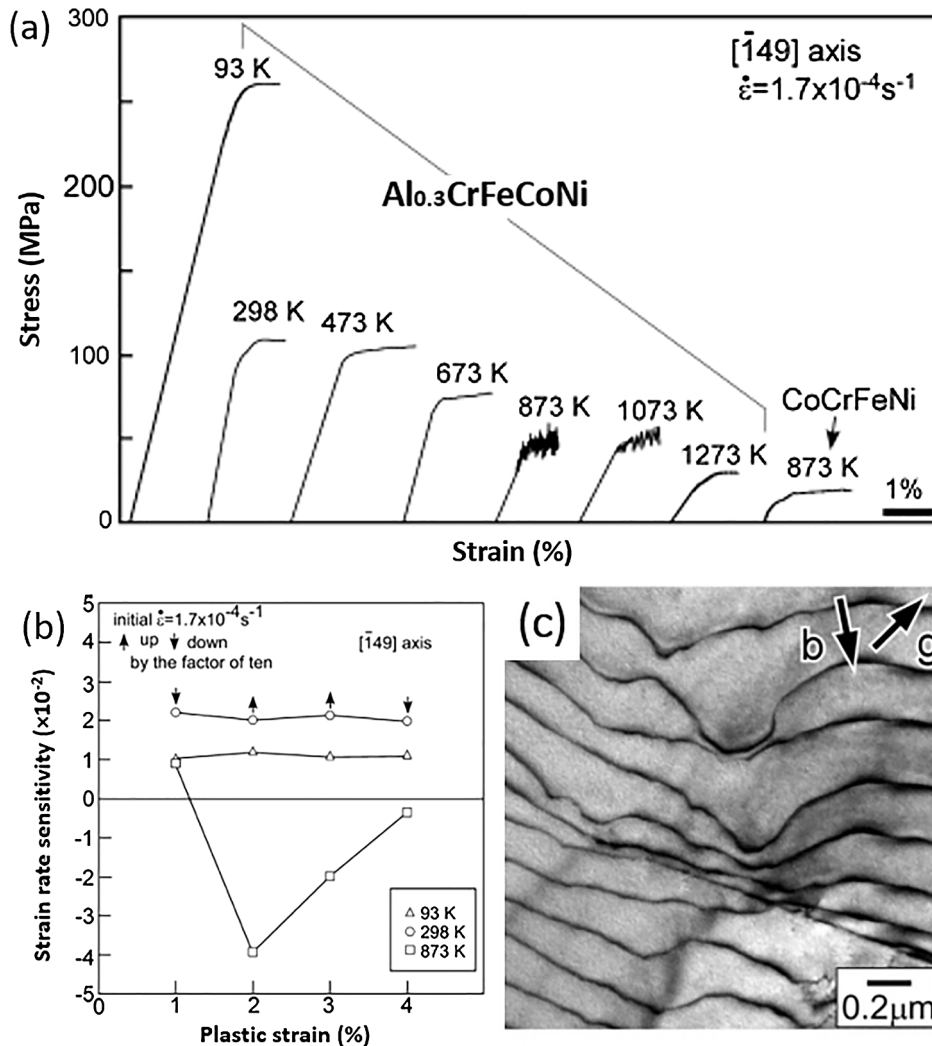 (a)
300
200
100
0
Stress (MPa)
Strain (%)
[1̄49] axis
ε̇=1.7x10⁻⁴s⁻¹
93 K
Al₀.₃CrFeCoNi
298 K
473 K
673 K
873 K
1073 K
1273 K
CoCrFeNi
873 K
1%
(b)
initial ε̇=1.7x10⁻⁴s⁻¹
up down
by the factor of ten
[1̄49] axis
5
4
3
2
1
0
-1
-2
-3
-4
-5
Strain rate sensitivity (×10⁻²)
93 K
298 K
873 K
0 1 2 3 4
Plastic strain (%)
(c)
b g
0.2μm